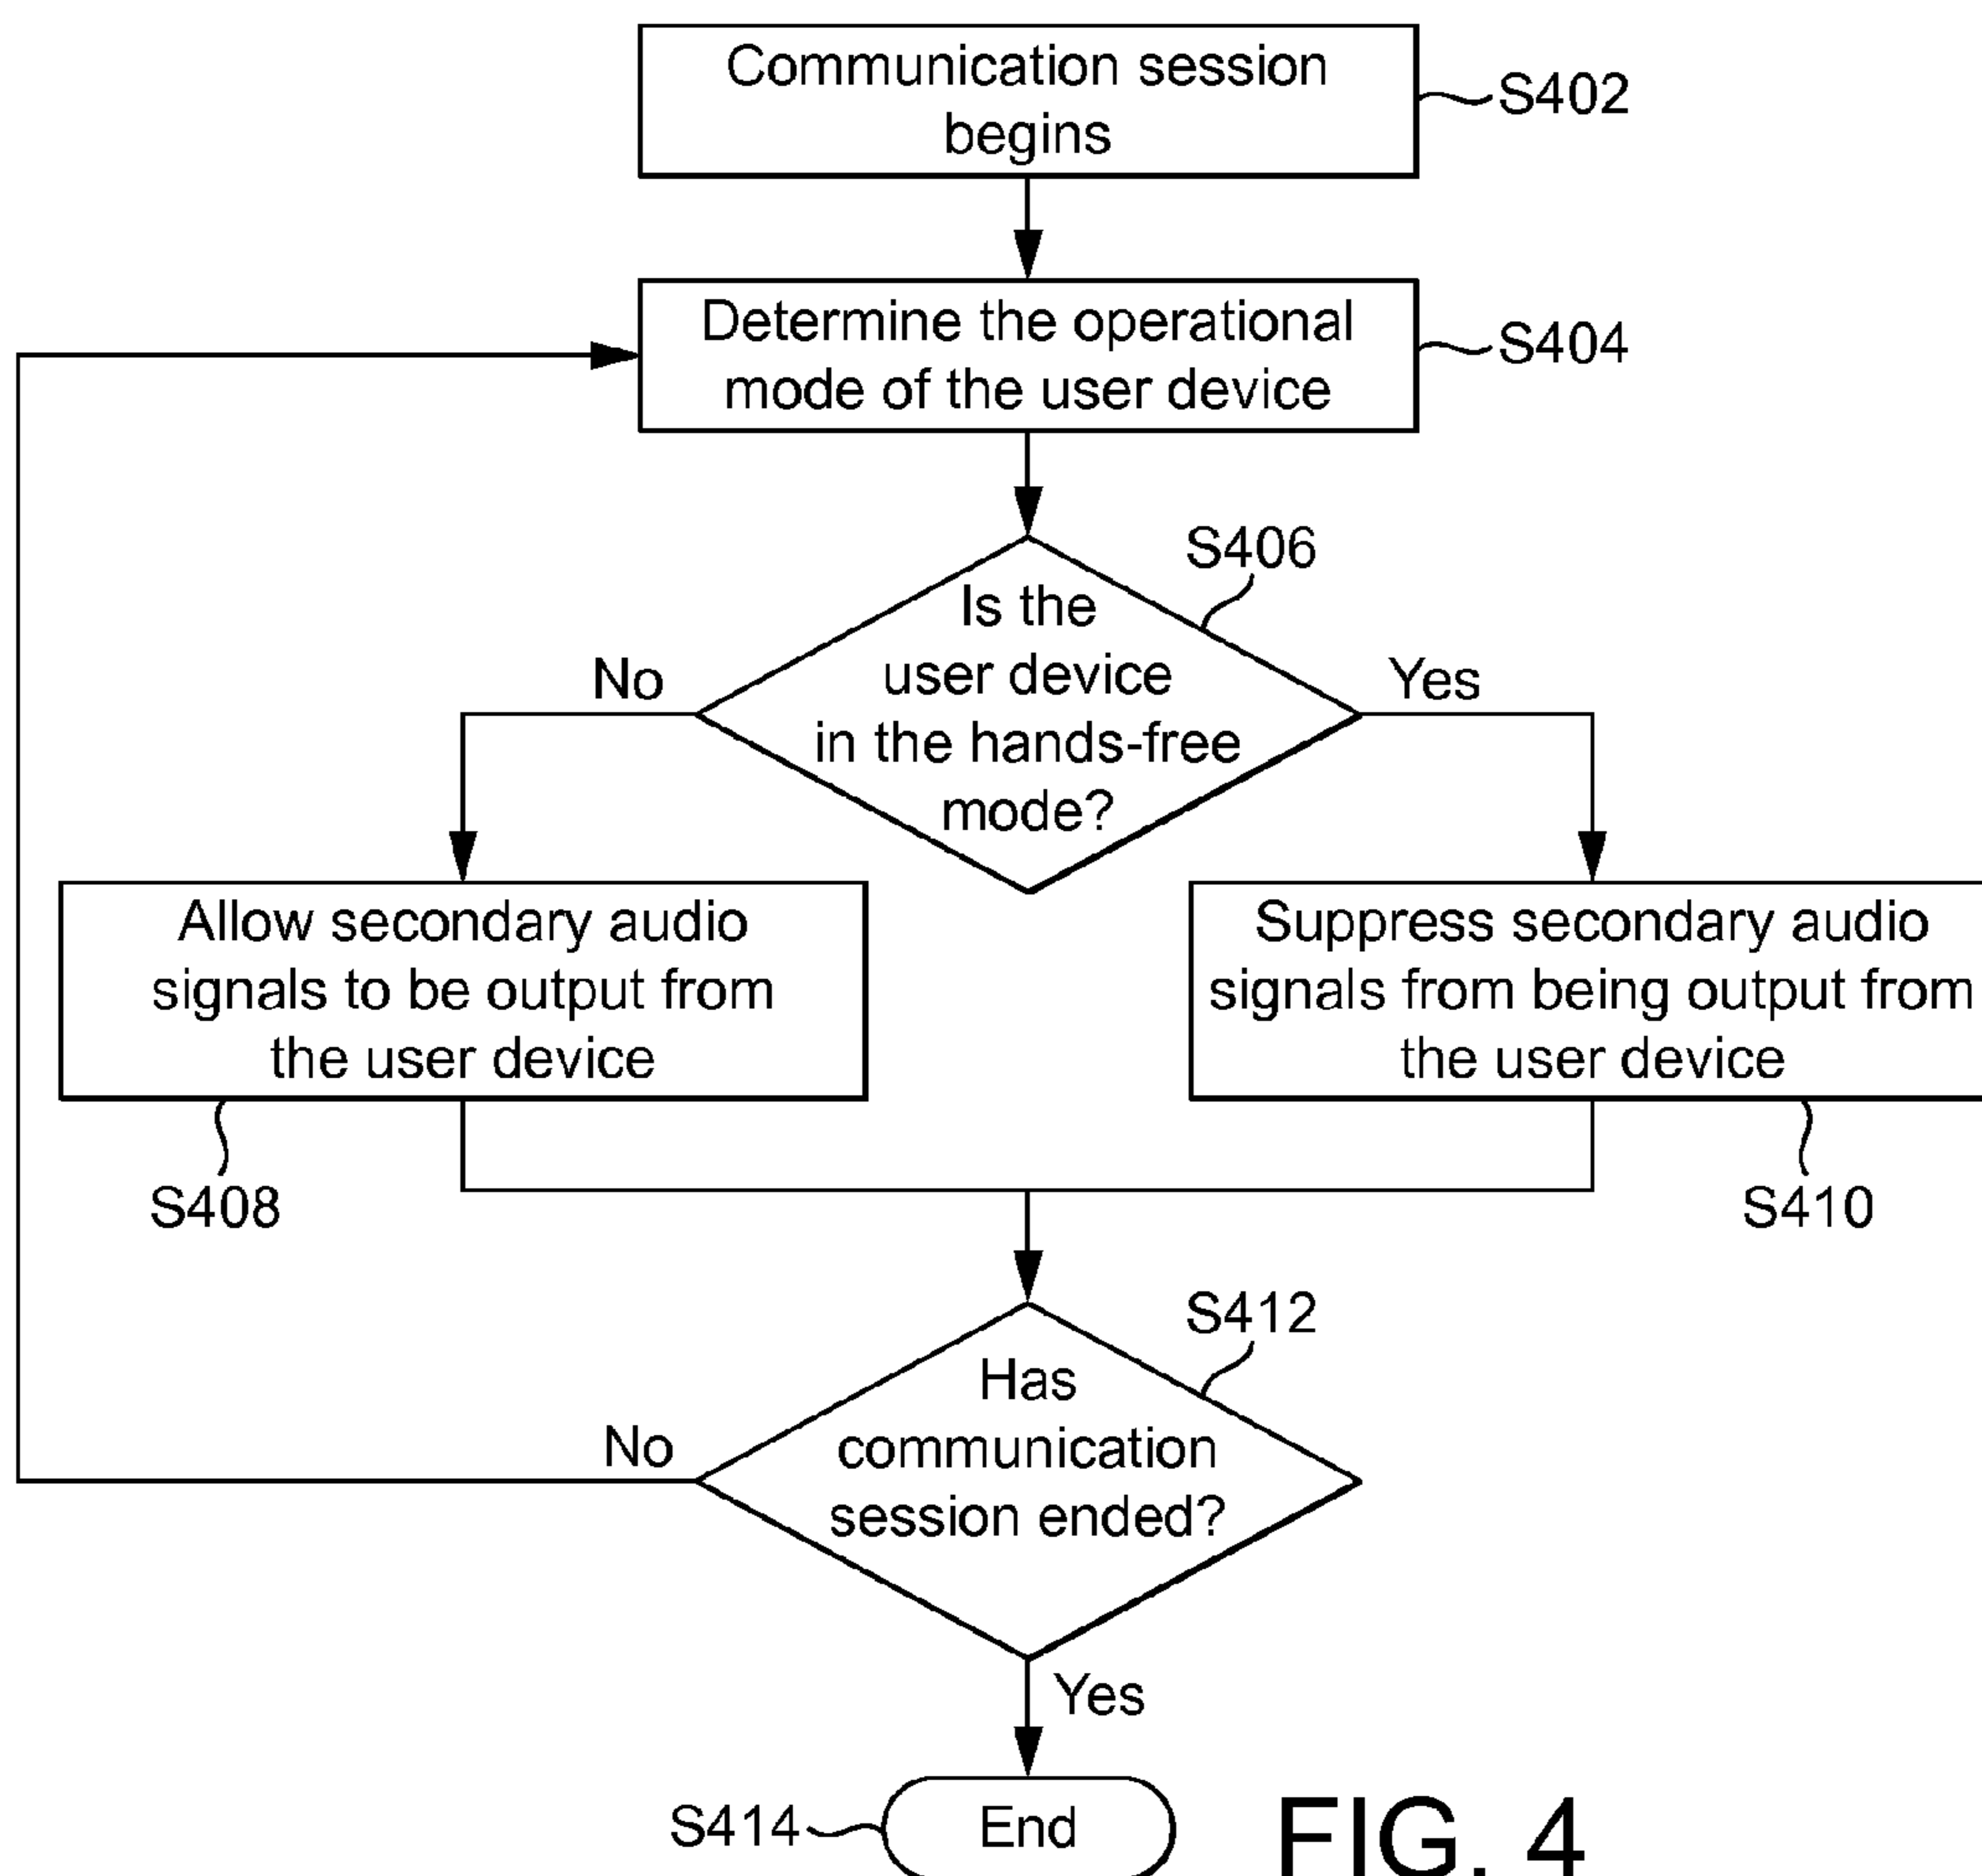 Communication session
begins
S402
Determine the operational
mode of the user device
S404
S406
Is the
user device
in the hands-free
mode?
No
Yes
Allow secondary audio
signals to be output from
the user device
Suppress secondary audio
signals from being output from
the user device
S408
S410
S412
Has
communication
session ended?
No
Yes
S414
End
FIG. 4